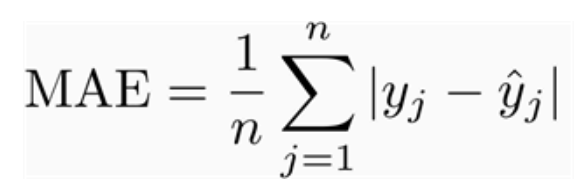 MAE = \frac{1}{n} \sum_{j=1}^{n} |y_j - \hat{y}_j|